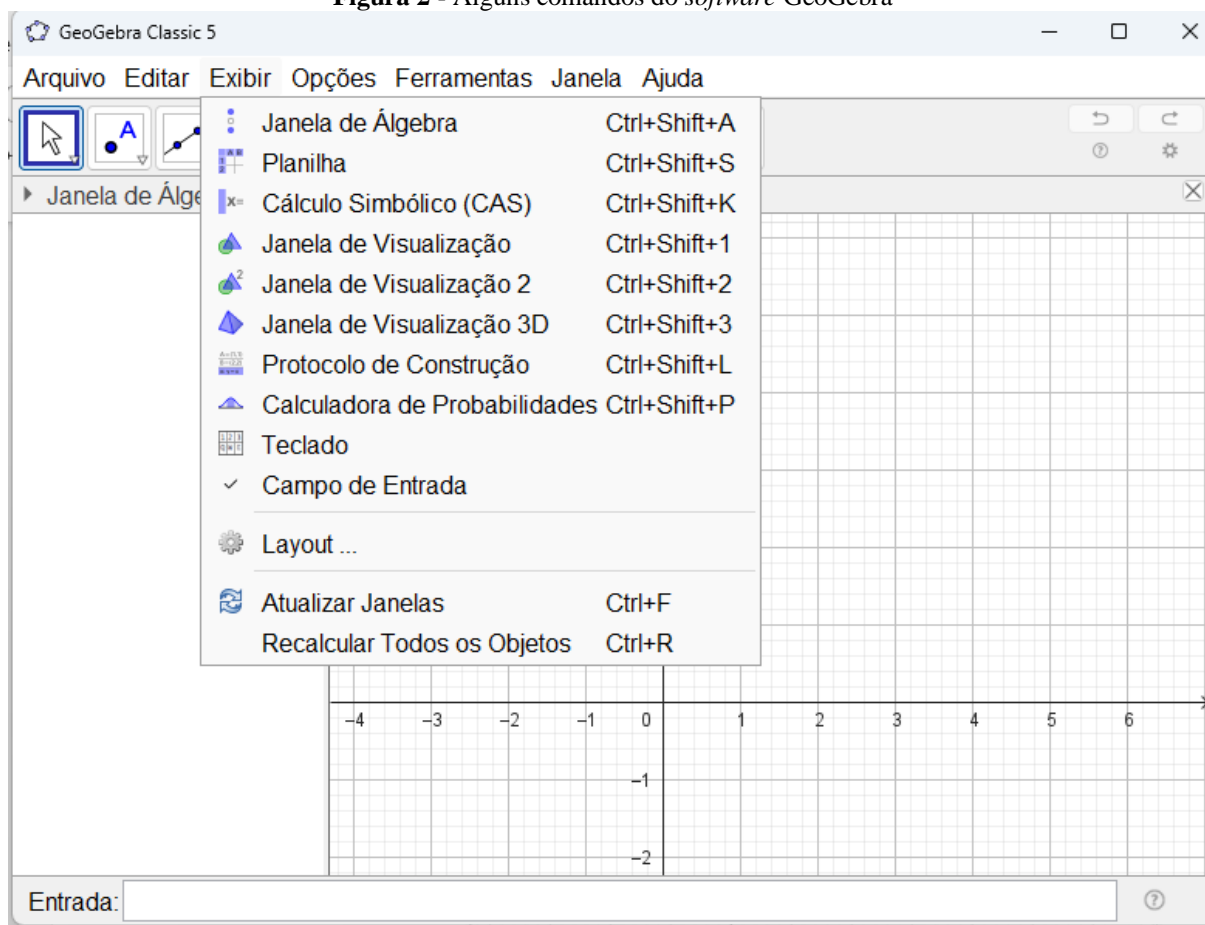 Figura 2 - Alguns comandos do software GeoGebra
GeoGebra Classic 5
Arquivo Editar Exibir Opções Ferramentas Janela Ajuda
A
Janela de Álge
Janela de Álgebra Ctrl+Shift+A
Planilha Ctrl+Shift+S
Cálculo Simbólico (CAS) Ctrl+Shift+K
Janela de Visualização Ctrl+Shift+1
Janela de Visualização 2 Ctrl+Shift+2
Janela de Visualização 3D Ctrl+Shift+3
Protocolo de Construção Ctrl+Shift+L
Calculadora de Probabilidades Ctrl+Shift+P
Teclado
Campo de Entrada
Layout ...
Atualizar Janelas Ctrl+F
Recalcular Todos os Objetos Ctrl+R
–4 –3 –2 –1 0 1 2 3 4 5 6
–1
–2
Entrada: